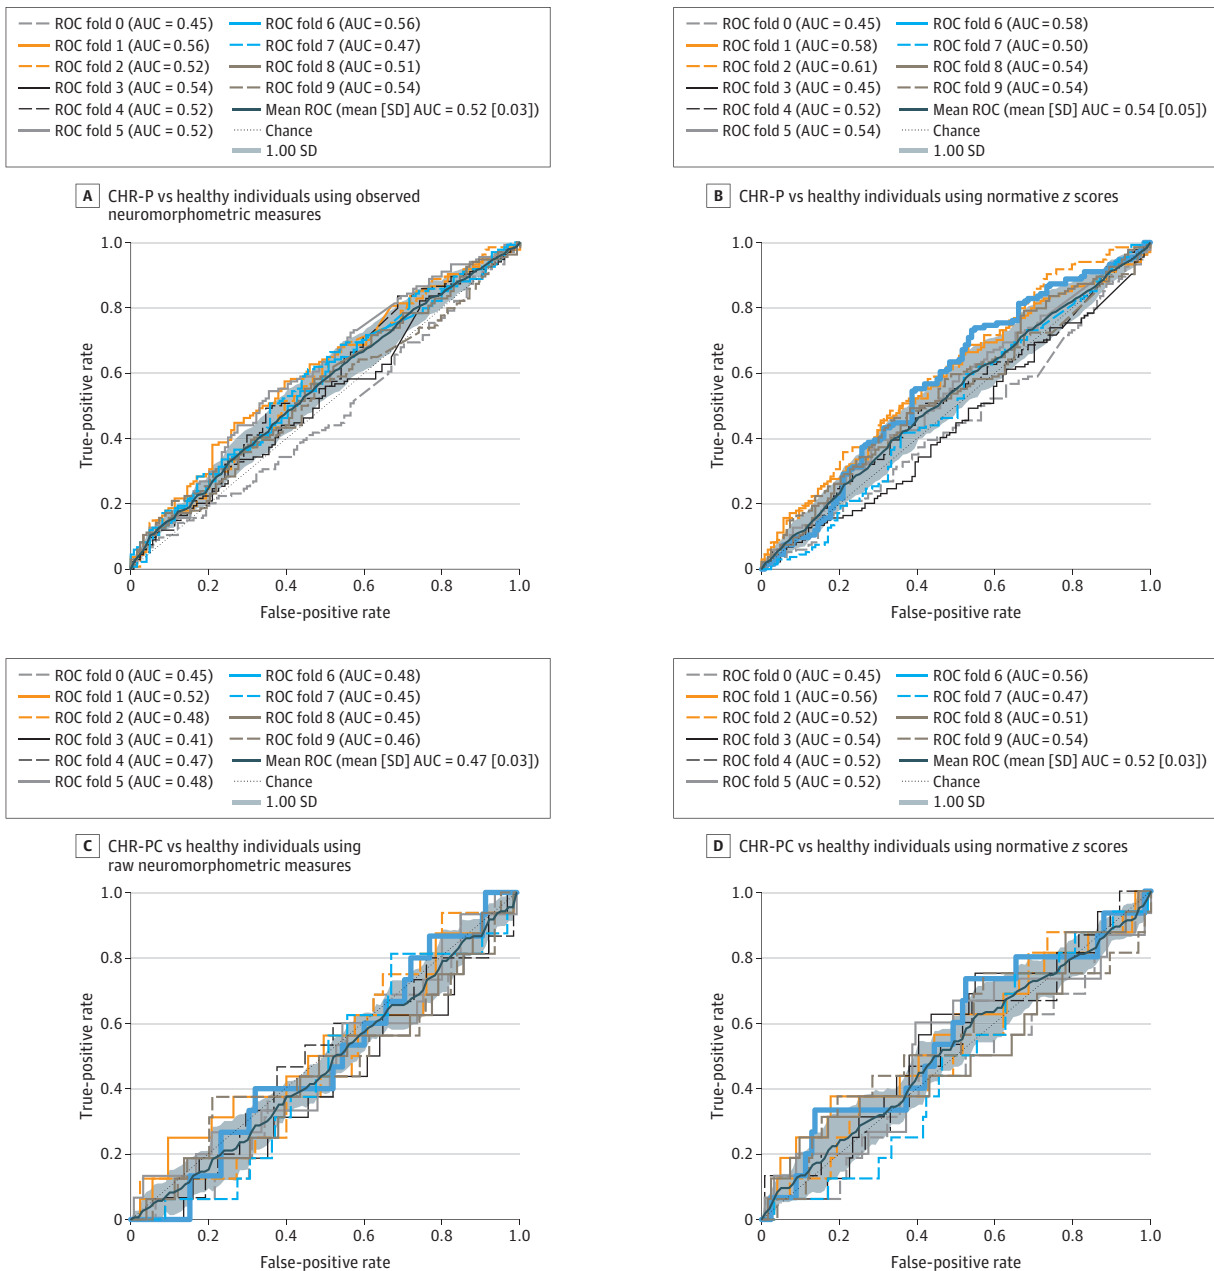 ROC fold 0 (AUC = 0.45)
ROC fold 1 (AUC = 0.56)
ROC fold 2 (AUC = 0.52)
ROC fold 3 (AUC = 0.54)
ROC fold 4 (AUC = 0.52)
ROC fold 5 (AUC = 0.52)
ROC fold 6 (AUC = 0.56)
ROC fold 7 (AUC = 0.47)
ROC fold 8 (AUC = 0.51)
ROC fold 9 (AUC = 0.54)
Mean ROC (mean [SD] AUC = 0.52 [0.03])
Chance
1.00 SD
A CHR-P vs healthy individuals using observed
neuromorphometric measures
True-positive rate
1.0
0.8
0.6
0.4
0.2
0
0 0.2 0.4 0.6 0.8 1.0
False-positive rate
ROC fold 0 (AUC = 0.45)
ROC fold 1 (AUC = 0.58)
ROC fold 2 (AUC = 0.61)
ROC fold 3 (AUC = 0.45)
ROC fold 4 (AUC = 0.52)
ROC fold 5 (AUC = 0.54)
ROC fold 6 (AUC = 0.58)
ROC fold 7 (AUC = 0.50)
ROC fold 8 (AUC = 0.54)
ROC fold 9 (AUC = 0.54)
Mean ROC (mean [SD] AUC = 0.54 [0.05])
Chance
1.00 SD
B CHR-P vs healthy individuals using normative z scores
True-positive rate
1.0
0.8
0.6
0.4
0.2
0
0 0.2 0.4 0.6 0.8 1.0
False-positive rate
ROC fold 0 (AUC = 0.45)
ROC fold 1 (AUC = 0.52)
ROC fold 2 (AUC = 0.48)
ROC fold 3 (AUC = 0.41)
ROC fold 4 (AUC = 0.47)
ROC fold 5 (AUC = 0.48)
ROC fold 6 (AUC = 0.48)
ROC fold 7 (AUC = 0.45)
ROC fold 8 (AUC = 0.45)
ROC fold 9 (AUC = 0.46)
Mean ROC (mean [SD] AUC = 0.47 [0.03])
Chance
1.00 SD
C CHR-PC vs healthy individuals using
raw neuromorphometric measures
True-positive rate
1.0
0.8
0.6
0.4
0.2
0
0 0.2 0.4 0.6 0.8 1.0
False-positive rate
ROC fold 0 (AUC = 0.45)
ROC fold 1 (AUC = 0.56)
ROC fold 2 (AUC = 0.52)
ROC fold 3 (AUC = 0.54)
ROC fold 4 (AUC = 0.52)
ROC fold 5 (AUC = 0.52)
ROC fold 6 (AUC = 0.56)
ROC fold 7 (AUC = 0.47)
ROC fold 8 (AUC = 0.51)
ROC fold 9 (AUC = 0.54)
Mean ROC (mean [SD] AUC = 0.52 [0.03])
Chance
1.00 SD
D CHR-PC vs healthy individuals using normative z scores
True-positive rate
1.0
0.8
0.6
0.4
0.2
0
0 0.2 0.4 0.6 0.8 1.0
False-positive rate